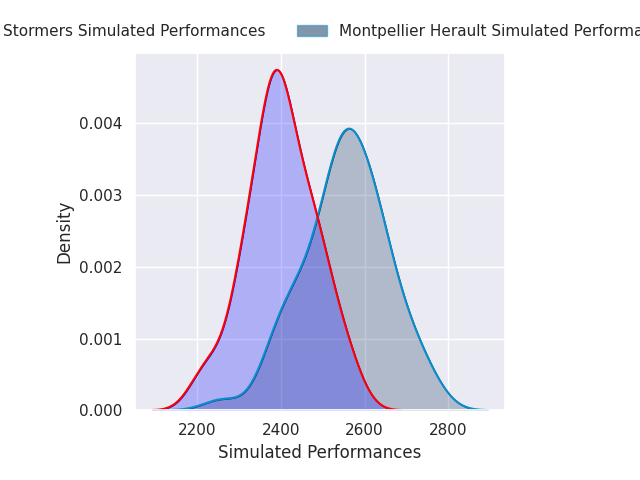 Stormers Simulated Performances
Montpellier Herault Simulated Performa
0.004
0.003
0.002
0.001
0.000
Density
2200 2400 2600 2800
Simulated Performances